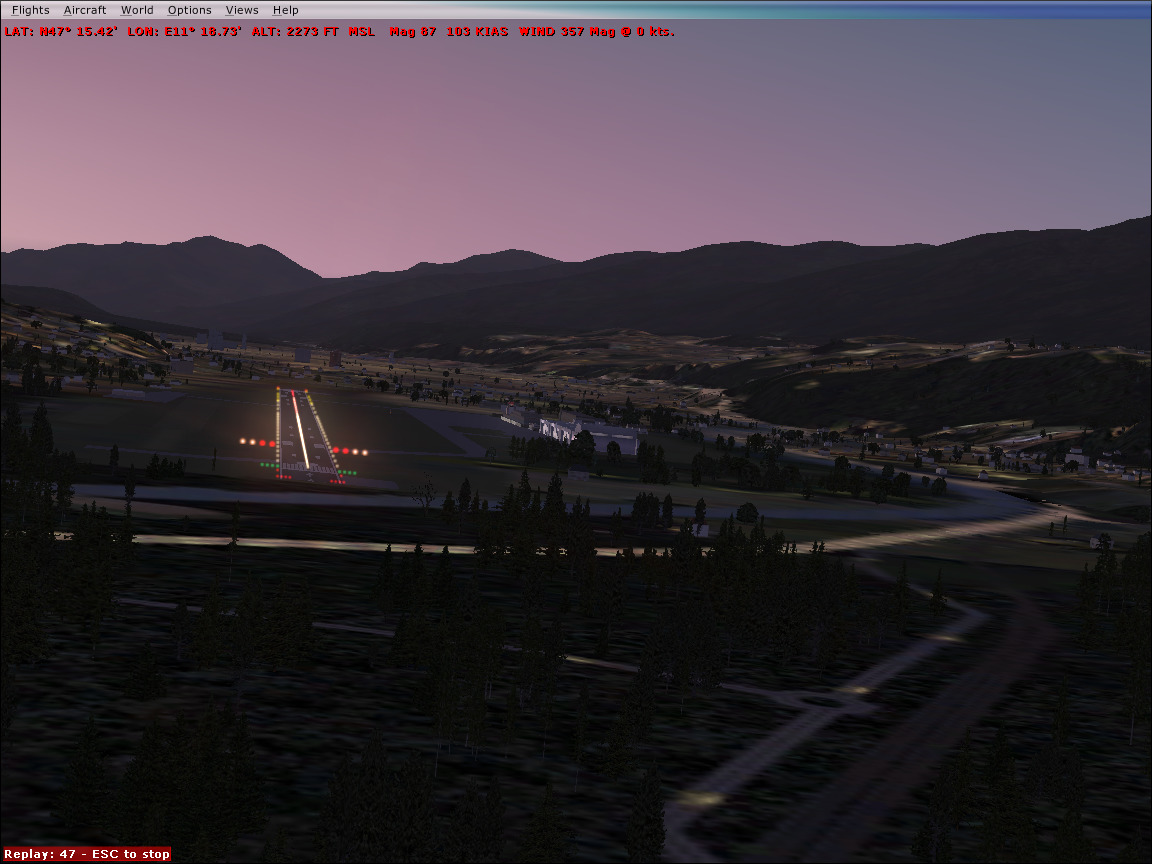 Flights Aircraft World Options Views Help
LAT: N47° 15.42' LON: E11° 18.73' ALT: 2273 FT MSL Mag 87 103 KIAS WIND 357 Mag @ 0 kts.
Replay: 47 - ESC to stop